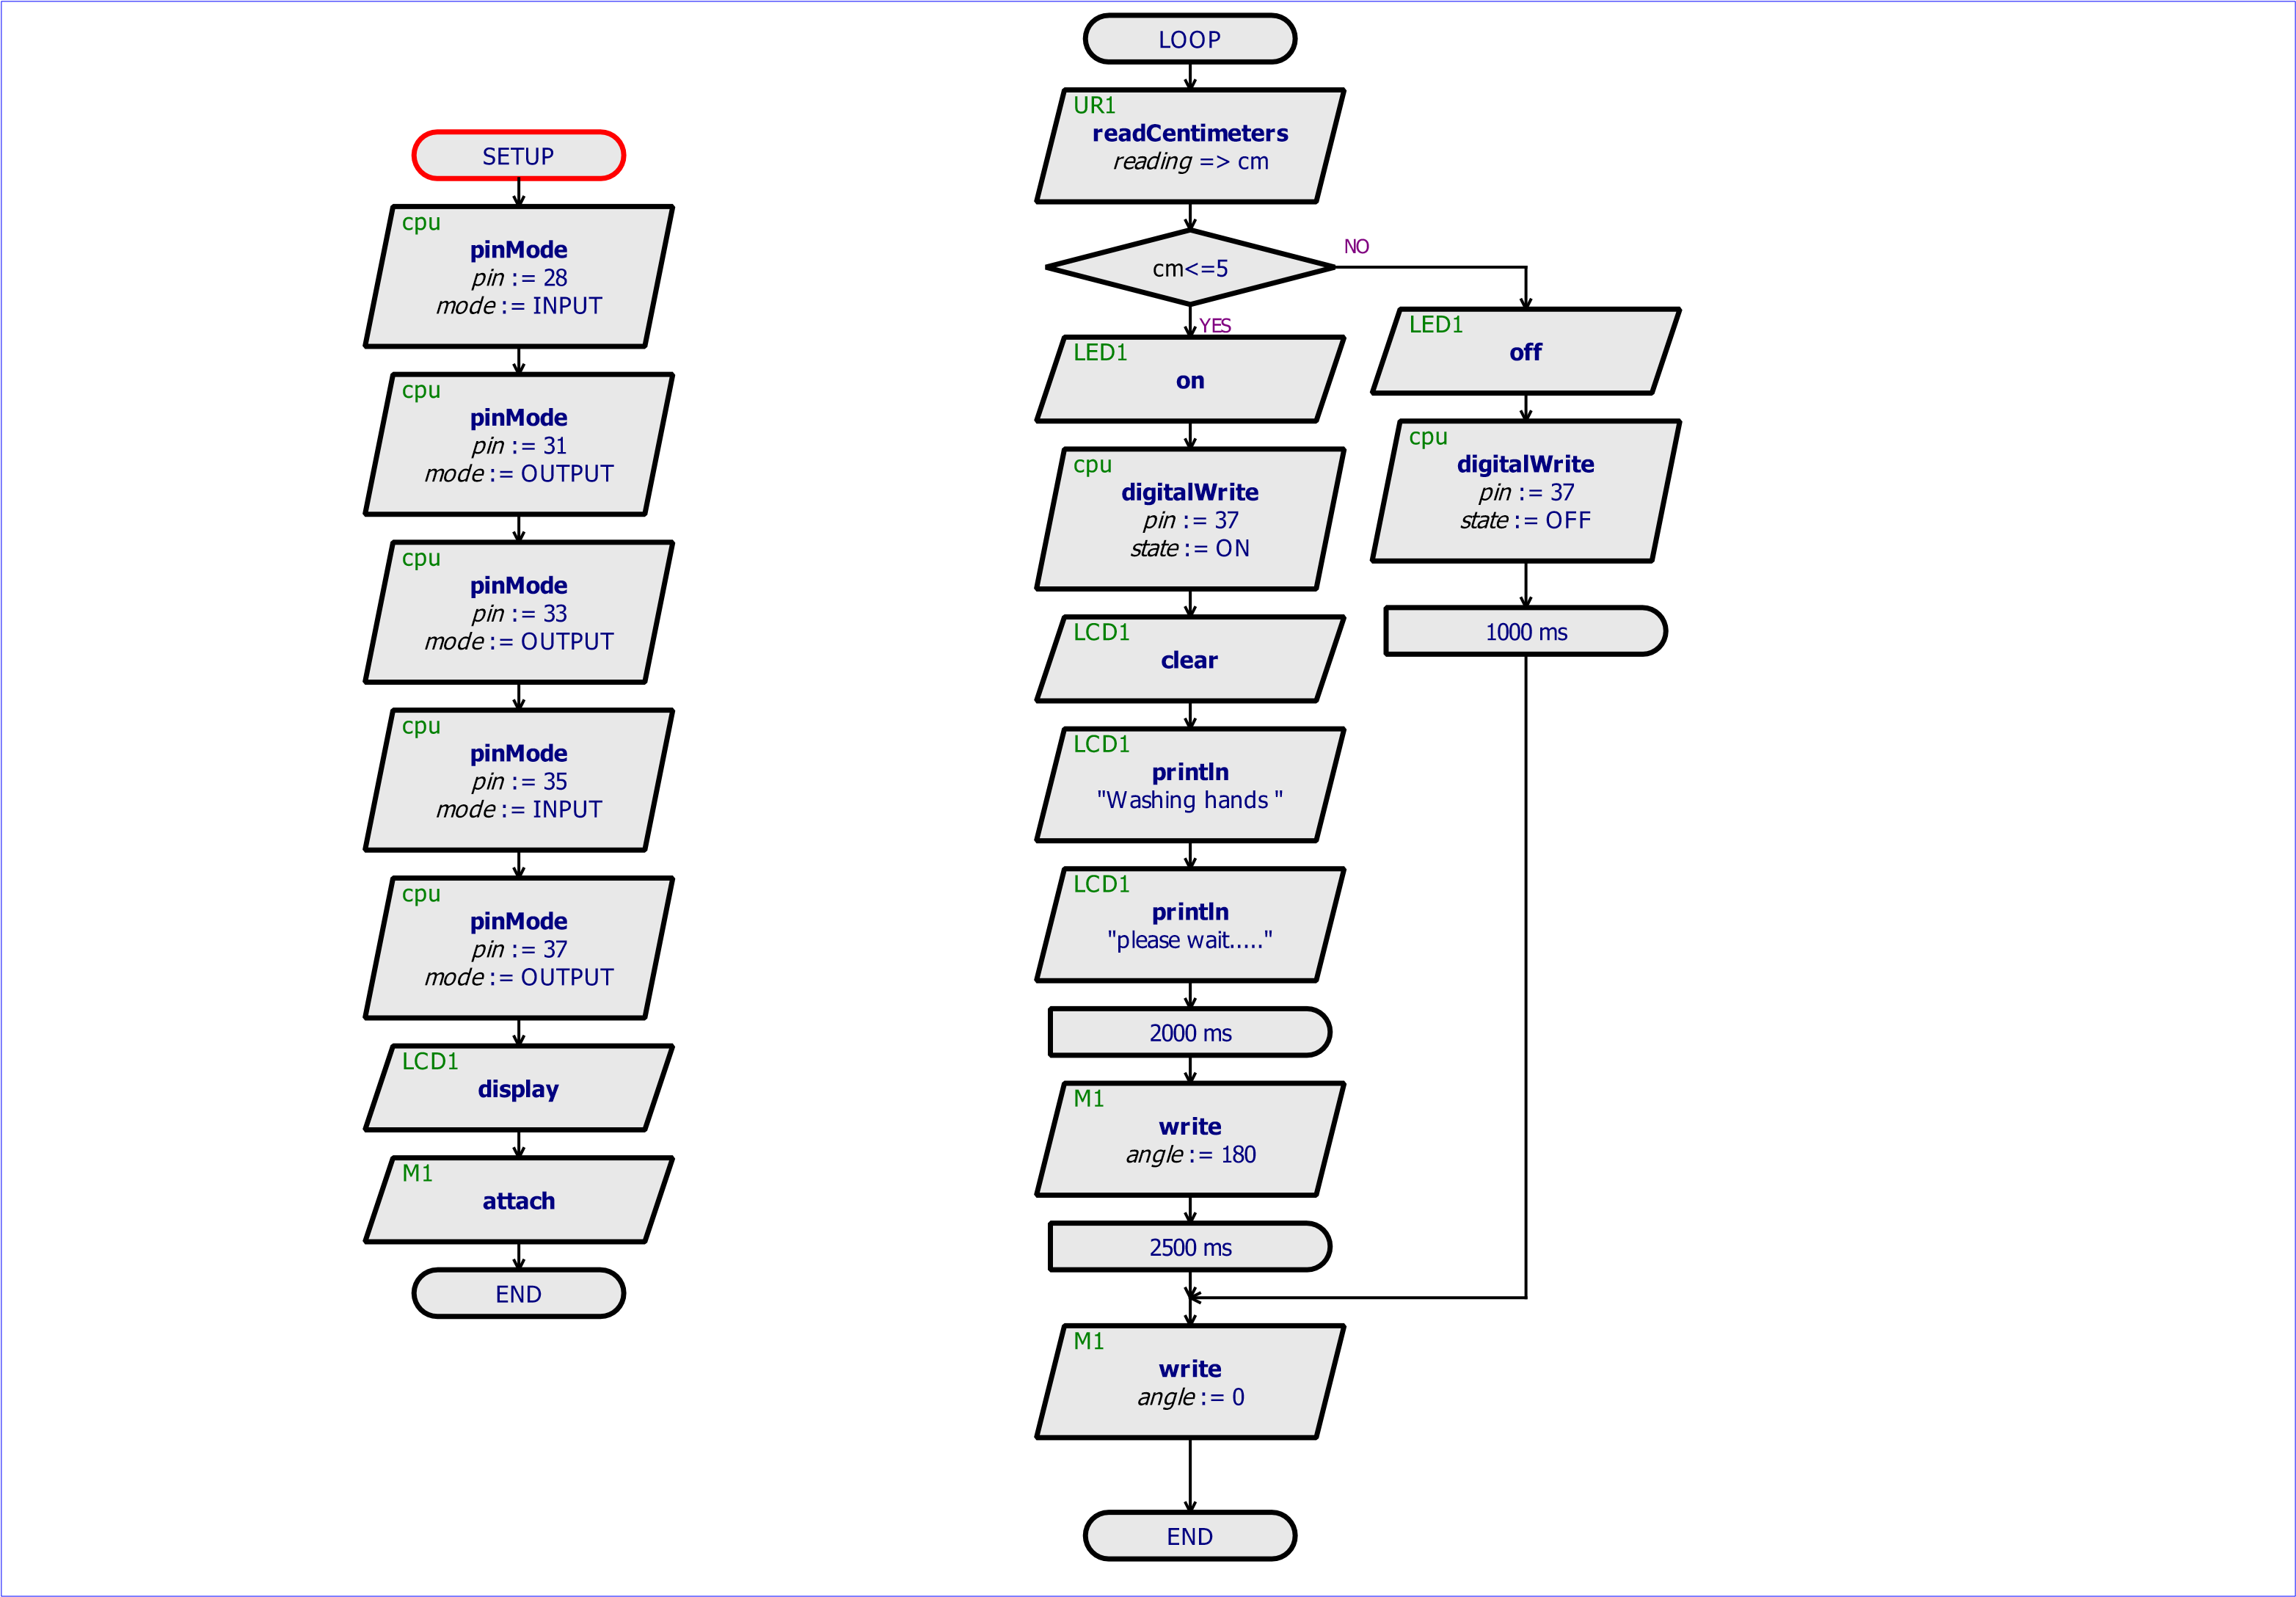 SETUP
cpu
pinMode
pin := 28
mode := INPUT
cpu
pinMode
pin := 31
mode := OUTPUT
cpu
pinMode
pin := 33
mode := OUTPUT
cpu
pinMode
pin := 35
mode := INPUT
cpu
pinMode
pin := 37
mode := OUTPUT
LCD1
display
M1
attach
END
LOOP
UR1
readCentimeters
reading => cm
cm<=5
NO
YES
LED1
on
cpu
digitalWrite
pin := 37
state := ON
LCD1
clear
LCD1
println
"Washing hands "
LCD1
println
"please wait....."
2000 ms
M1
write
angle := 180
2500 ms
LED1
off
cpu
digitalWrite
pin := 37
state := OFF
1000 ms
M1
write
angle := 0
END